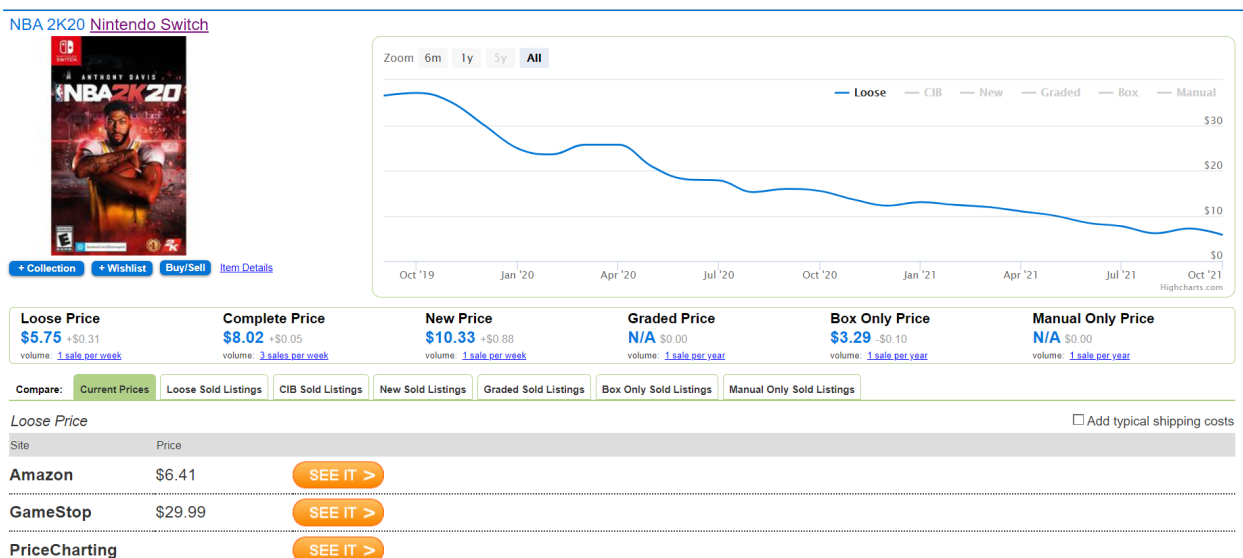 NBA 2K20 Nintendo Switch
NINTENDO
SWITCH
ANTHONY DAVIS
NBA2K20
E
2K
+ Collection + Wishlist Buy/Sell Item Details
Zoom 6m 1y 5y All
Loose CIB New Graded Box Manual
$30
$20
$10
$0
Oct '19 Jan '20 Apr '20 Jul '20 Oct '20 Jan '21 Apr '21 Jul '21 Oct '21
Highcharts.com
Loose Price Complete Price New Price Graded Price Box Only Price Manual Only Price
$5.75 +$0.31 $8.02 +$0.05 $10.33 +$0.88 N/A $0.00 $3.29 -$0.10 N/A $0.00
volume: 1 sale per week volume: 3 sales per week volume: 1 sale per week volume: 1 sale per year volume: 1 sale per year volume: 1 sale per year
Compare: Current Prices Loose Sold Listings CIB Sold Listings New Sold Listings Graded Sold Listings Box Only Sold Listings Manual Only Sold Listings
Loose Price Add typical shipping costs
Site Price
Amazon $6.41 SEE IT >
GameStop $29.99 SEE IT >
PriceCharting SEE IT >